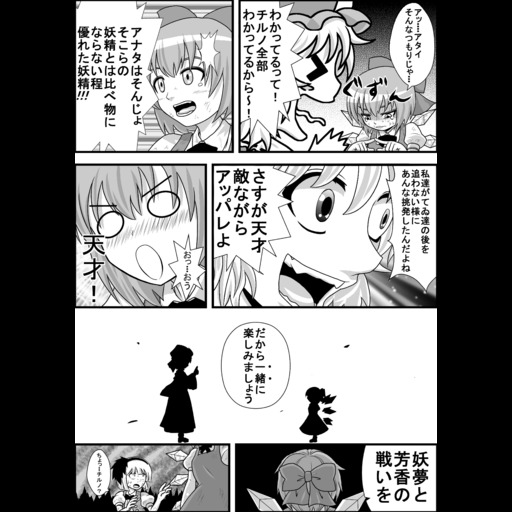 アッ…アタイ
そんなつもりじゃ…
ぐずん
わかってるって！
チルノ全部
わかってるから～！
アナタはそんじょ
そこらの
妖精とは比べ物に
ならない程
優れた妖精!!!
私達がてゐ達の後を
追わない様に
あんな挑発したんだよね
さすが天才
敵ながら
アッパレよ
おっ…おう
天才！
だから一緒に
楽しみましょう
妖夢と
芳香の
戦いを
ちょっ…チルノ？